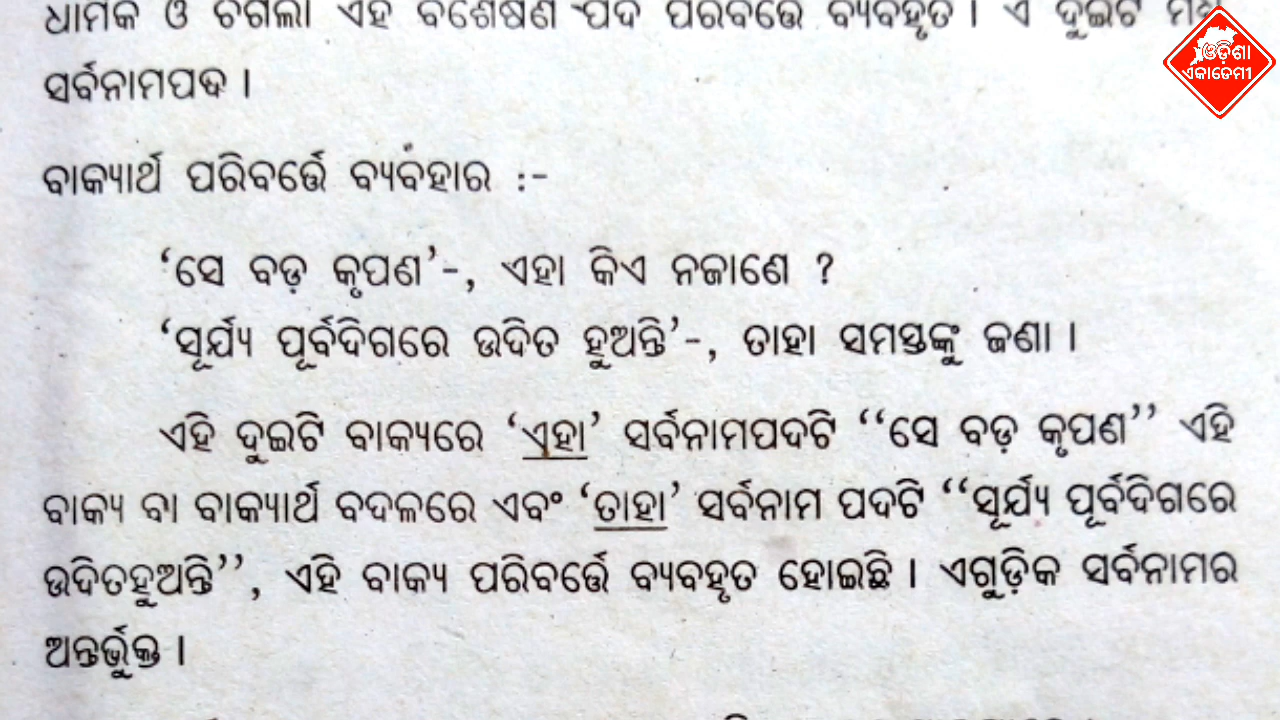 ଧାର୍ମିକ ଓ ଚଗଲା ଏହି ବିଶେଷଣ ପଦ ପରିବର୍ତ୍ତେ ବ୍ୟବହୃତ । ଏ ଦୁଇଟି
ସର୍ବନାମପଦ ।
ବାକ୍ୟାର୍ଥ ପରିବର୍ତ୍ତେ ବ୍ୟବହାର :-
‘ସେ ବଡ଼ କୃପଣ’-, ଏହା କିଏ ନଜାଣେ ?
‘ସୂର୍ଯ୍ୟ ପୂର୍ବଦିଗରେ ଉଦିତ ହୁଅନ୍ତି’-, ତାହା ସମସ୍ତଙ୍କୁ ଜଣା ।
ଏହି ଦୁଇଟି ବାକ୍ୟରେ ‘ଏହା’ ସର୍ବନାମପଦଟି ‘‘ସେ ବଡ଼ କୃପଣ’’ ଏହି
ବାକ୍ୟ ବା ବାକ୍ୟାର୍ଥ ବଦଳରେ ଏବଂ ‘ତାହା’ ସର୍ବନାମ ପଦଟି ‘‘ସୂର୍ଯ୍ୟ ପୂର୍ବଦିଗରେ
ଉଦିତହୁଅନ୍ତି’’, ଏହି ବାକ୍ୟ ପରିବର୍ତ୍ତେ ବ୍ୟବହୃତ ହୋଇଛି । ଏଗୁଡ଼ିକ ସର୍ବନାମର
ଅନ୍ତର୍ଭୁକ୍ତ ।
ଓଡ଼ିଶା
ଏକାଡେମୀ